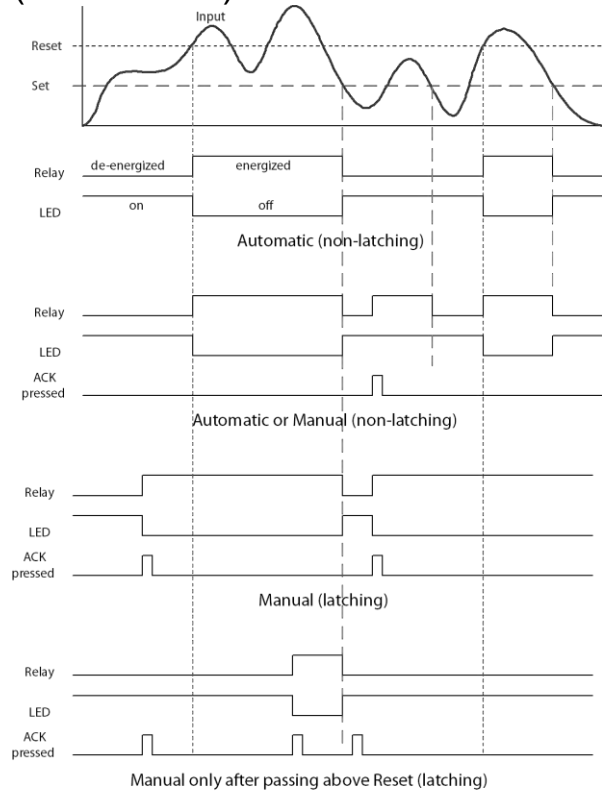 Input
Reset
Set
de-energized energized
Relay
LED
on off
Automatic (non-latching)
Relay
LED
ACK
pressed
Automatic or Manual (non-latching)
Relay
LED
ACK
pressed
Manual (latching)
Relay
LED
ACK
pressed
Manual only after passing above Reset (latching)